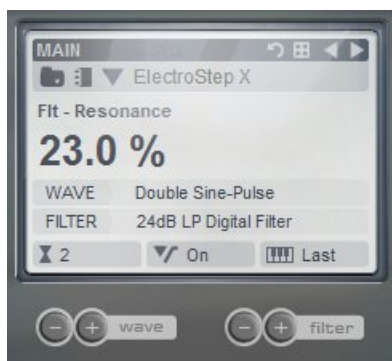 MAIN
ElectroStep X
Flt - Resonance
23.0 %
WAVE Double Sine-Pulse
FILTER 24dB LP Digital Filter
2 On Last
wave filter